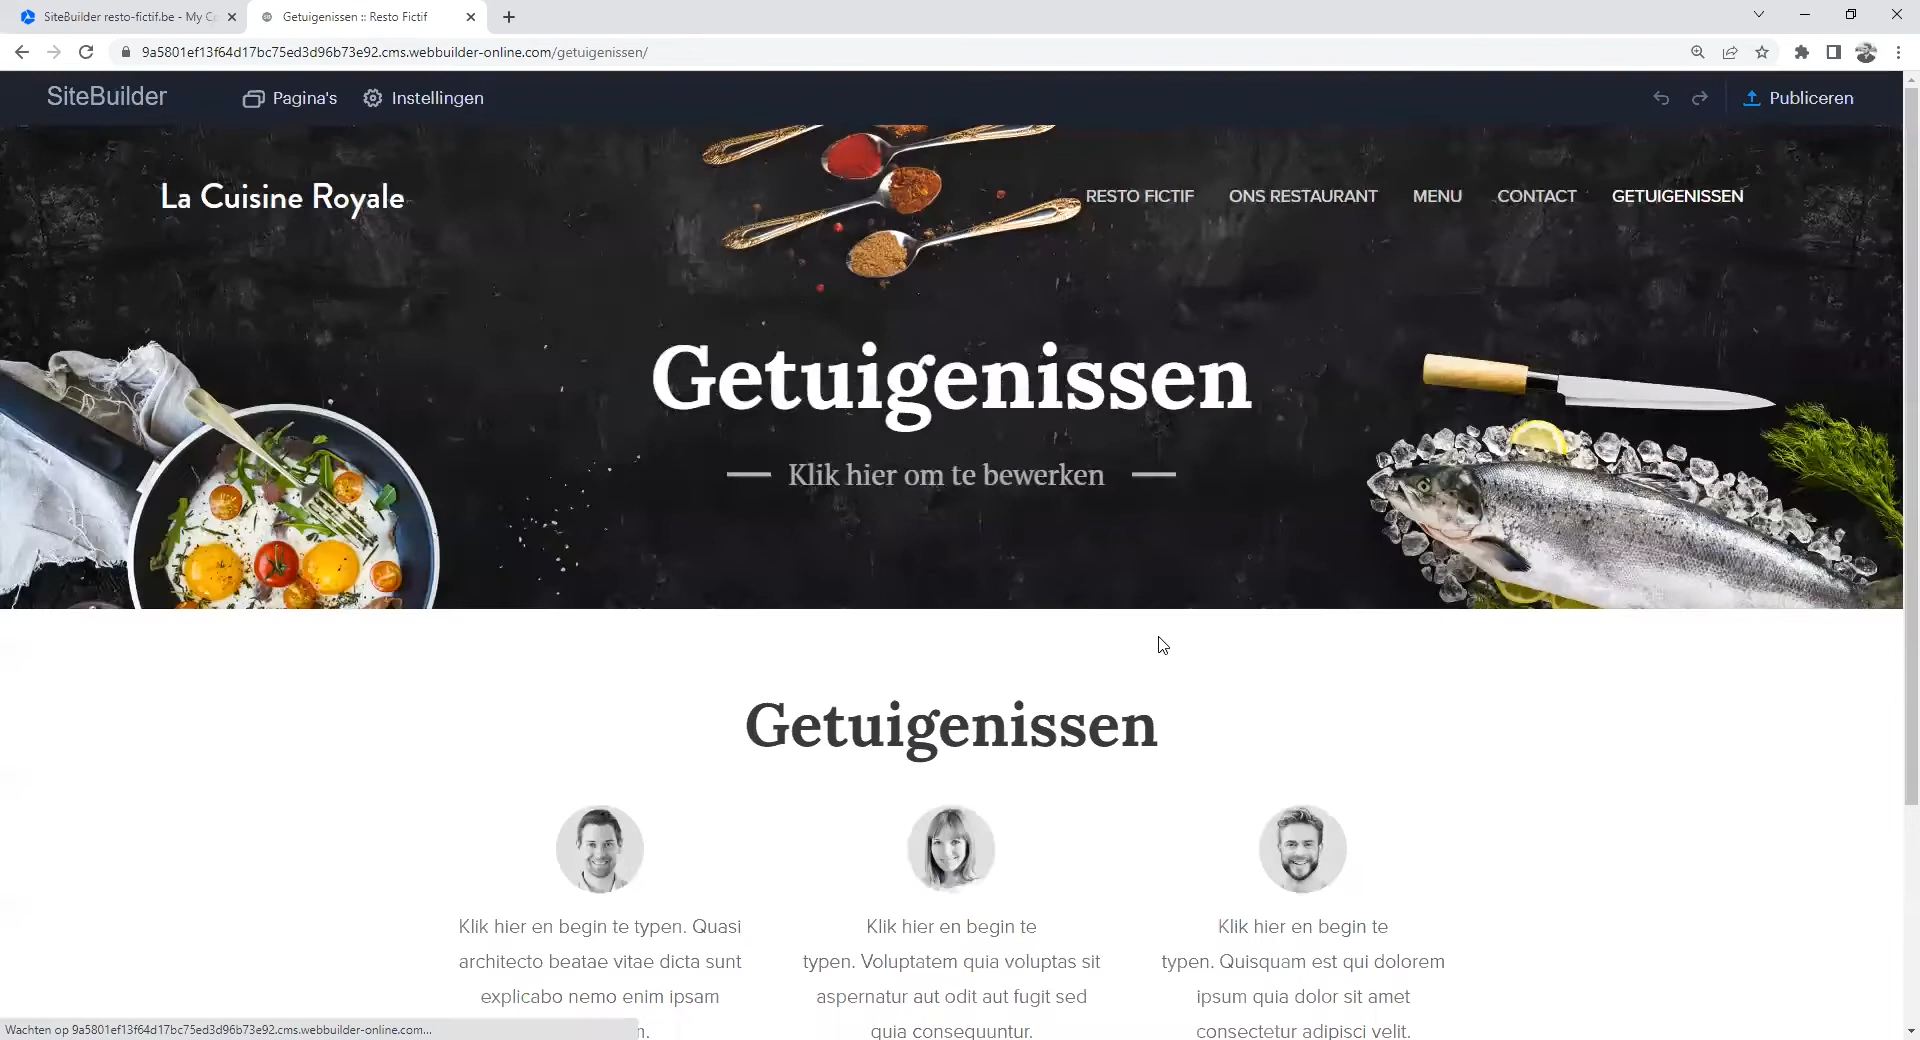 SiteBuilder resto-fictif.be - My Co
Getuigenissen :: Resto Fictif
9a5801ef13f64d17bc75ed3d96b73e92.cms.webbuilder-online.com/getuigenissen/
SiteBuilder
Pagina's
Instellingen
Publiceren
La Cuisine Royale
RESTO FICTIF
ONS RESTAURANT
MENU
CONTACT
GETUIGENISSEN
Getuigenissen
Klik hier om te bewerken
Getuigenissen
Klik hier en begin te typen. Quasi
architecto beatae vitae dicta sunt
explicabo nemo enim ipsam
n.
Klik hier en begin te
typen. Voluptatem quia voluptas sit
aspernatur aut odit aut fugit sed
quia consequuntur.
Klik hier en begin te
typen. Quisquam est qui dolorem
ipsum quia dolor sit amet
consectetur adipisci velit.
Wachten op 9a5801ef13f64d17bc75ed3d96b73e92.cms.webbuilder-online.com...